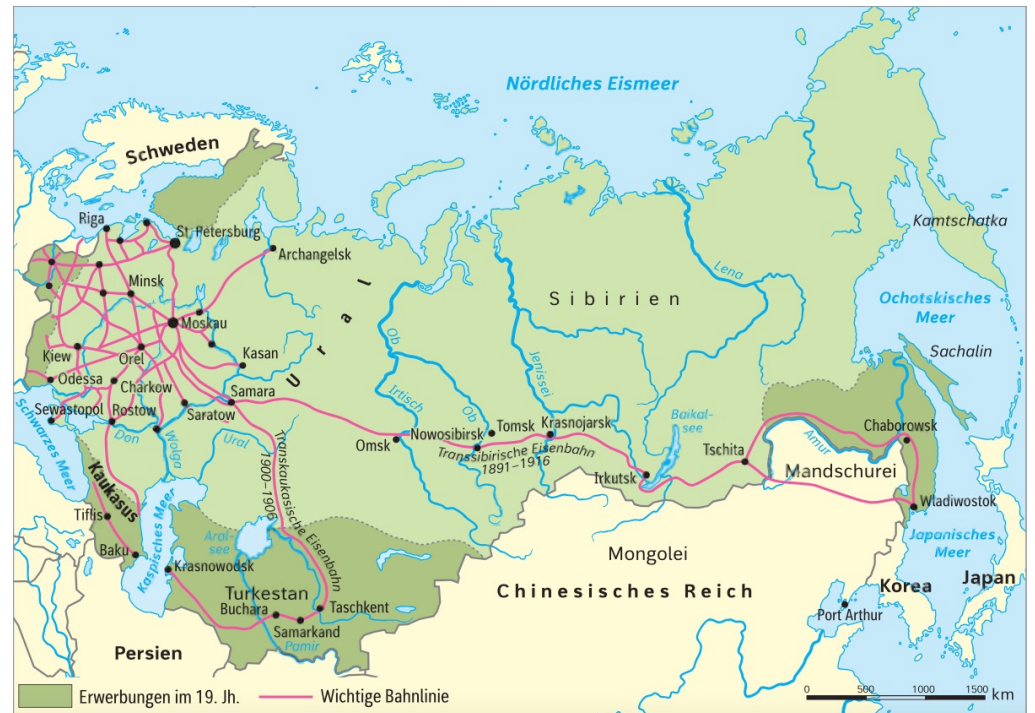 Nördliches Eismeer
Schweden
Riga
St. Petersburg
Archangelsk
Kamtschatka
Minsk
Ural
Sibirien
Lena
Ochotskisches
Meer
Moskau
Ob
Jenissei
Sachalin
Kiew
Orel
Kasan
Odessa
Charkow
Samara
Irtisch
Ob
Baikal-
see
Sewastopol
Rostow
Saratow
Omsk
Nowosibirsk
Tomsk
Krasnojarsk
Chaborowsk
Schwarzes Meer
Don
Wolga
Ural
Transkaukasische Eisenbahn
1900–1906
Transsibirische Eisenbahn
1891–1916
Irkutsk
Tschita
Amur
Mandschurei
Kaukasus
Wladiwostok
Tiflis
Kaspisches Meer
Aral-
see
Japanisches
Meer
Baku
Krasnowodsk
Mongolei
Chinesisches Reich
Korea
Japan
Turkestan
Buchara
Taschkent
Samarkand
Pamir
Port Arthur
Persien
Erwerbungen im 19. Jh.
Wichtige Bahnlinie
0 500 1000 1500 km